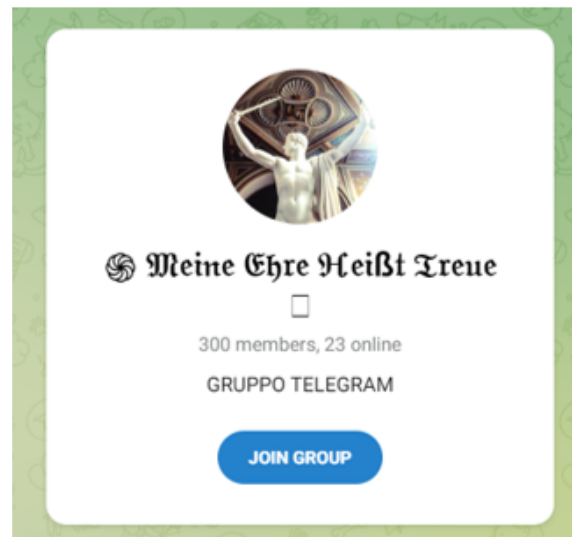 ֍ 𝕸𝖊𝖎𝖓𝖊 𝕰𝖍𝖗𝖊 𝕳𝖊𝖎ß𝖙 𝕿𝖗𝖊𝖚𝖊
300 members, 23 online
GRUPPO TELEGRAM
JOIN GROUP